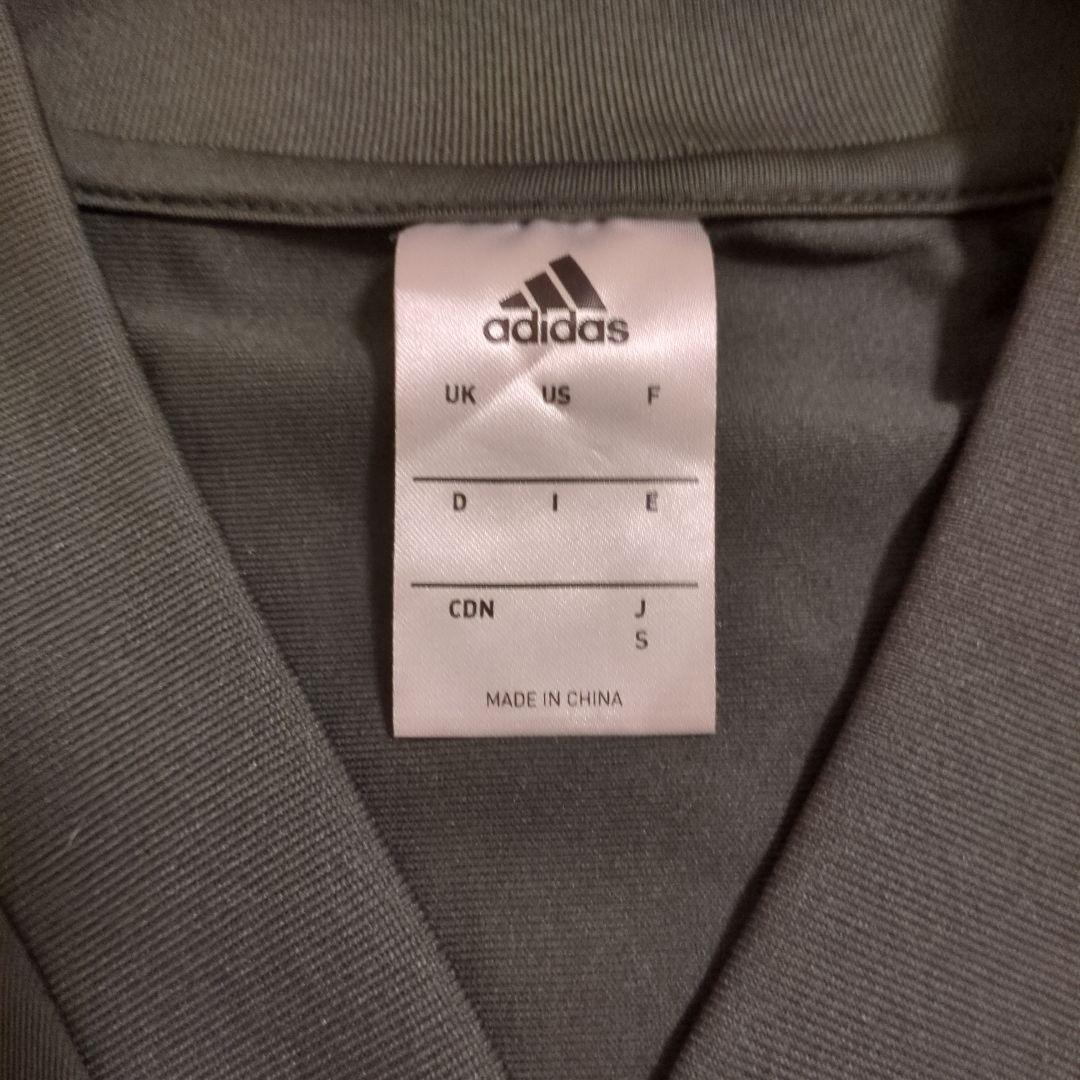 adidas
UK US F
D I E
CDN J
S
MADE IN CHINA